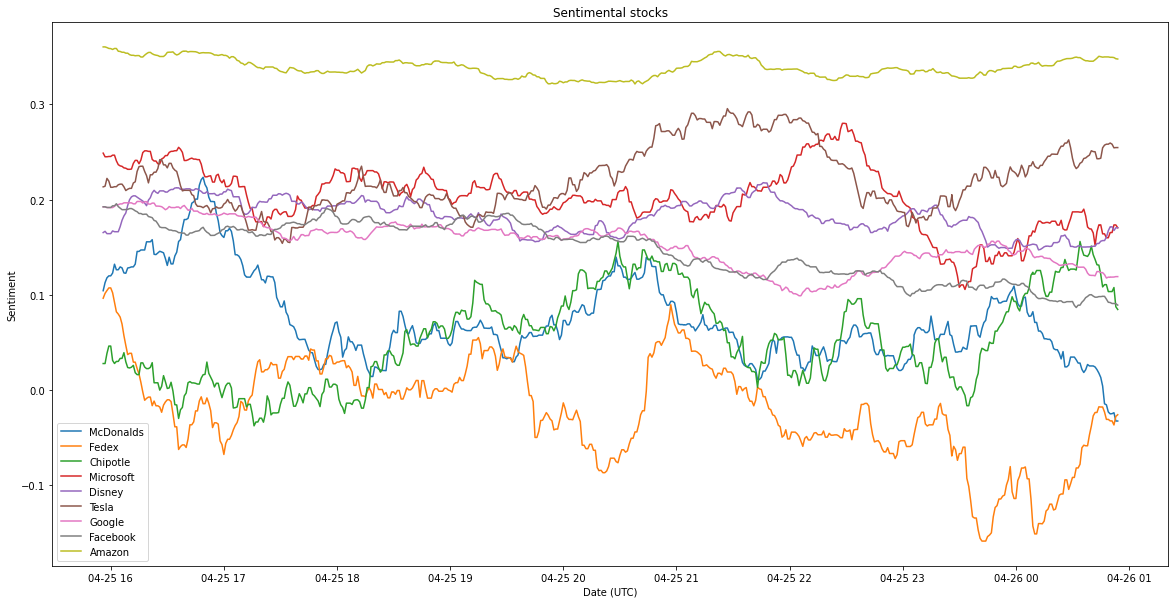 Sentimental stocks
Sentiment
0.3
0.2
0.1
0.0
−0.1
McDonalds
Fedex
Chipotle
Microsoft
Disney
Tesla
Google
Facebook
Amazon
04-25 16 04-25 17 04-25 18 04-25 19 04-25 20 04-25 21 04-25 22 04-25 23 04-26 00 04-26 01
Date (UTC)